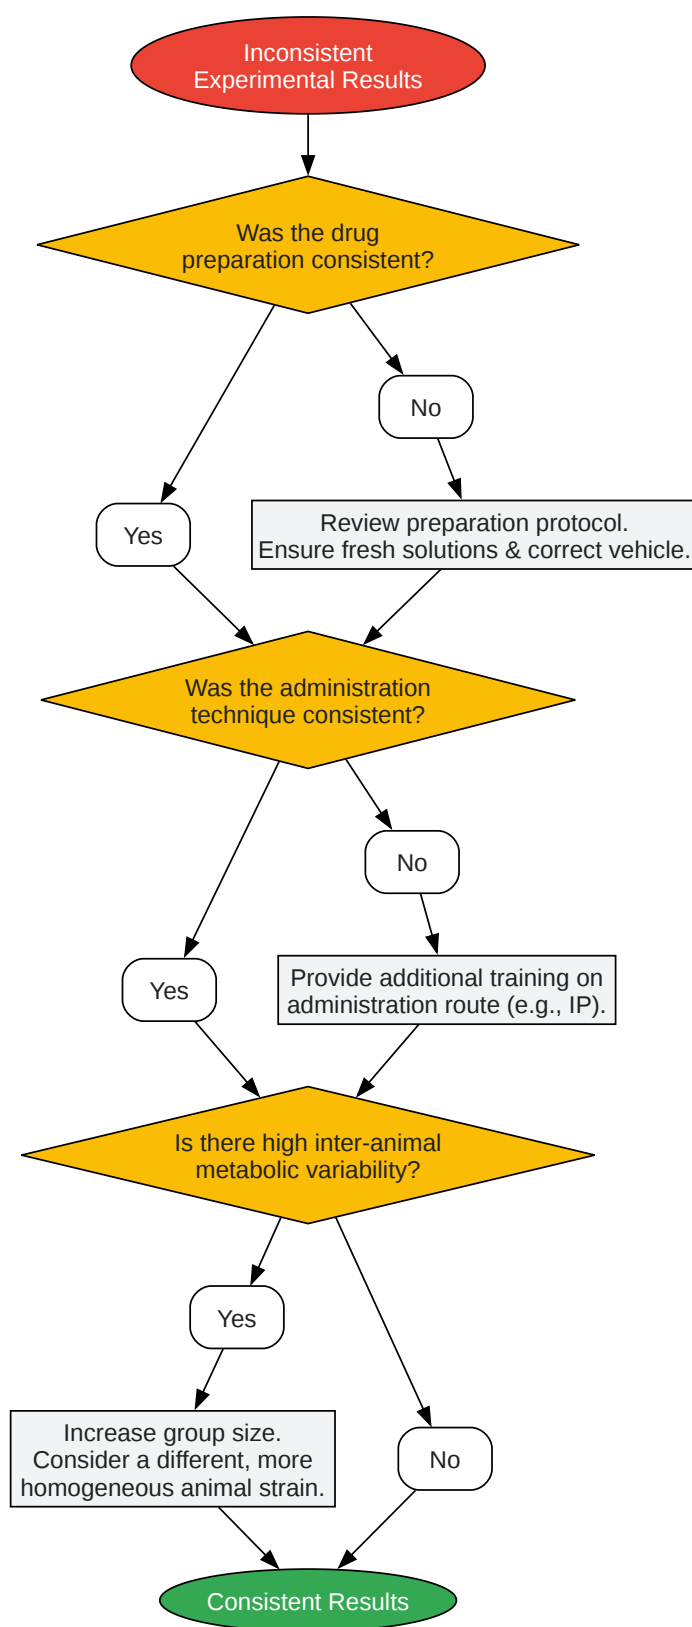 Inconsistent
Experimental Results
Was the drug
preparation consistent?
No
Yes
Review preparation protocol.
Ensure fresh solutions & correct vehicle.
Was the administration
technique consistent?
No
Yes
Provide additional training on
administration route (e.g., IP).
Is there high inter-animal
metabolic variability?
Yes
Increase group size.
Consider a different, more
homogeneous animal strain.
No
Consistent Results